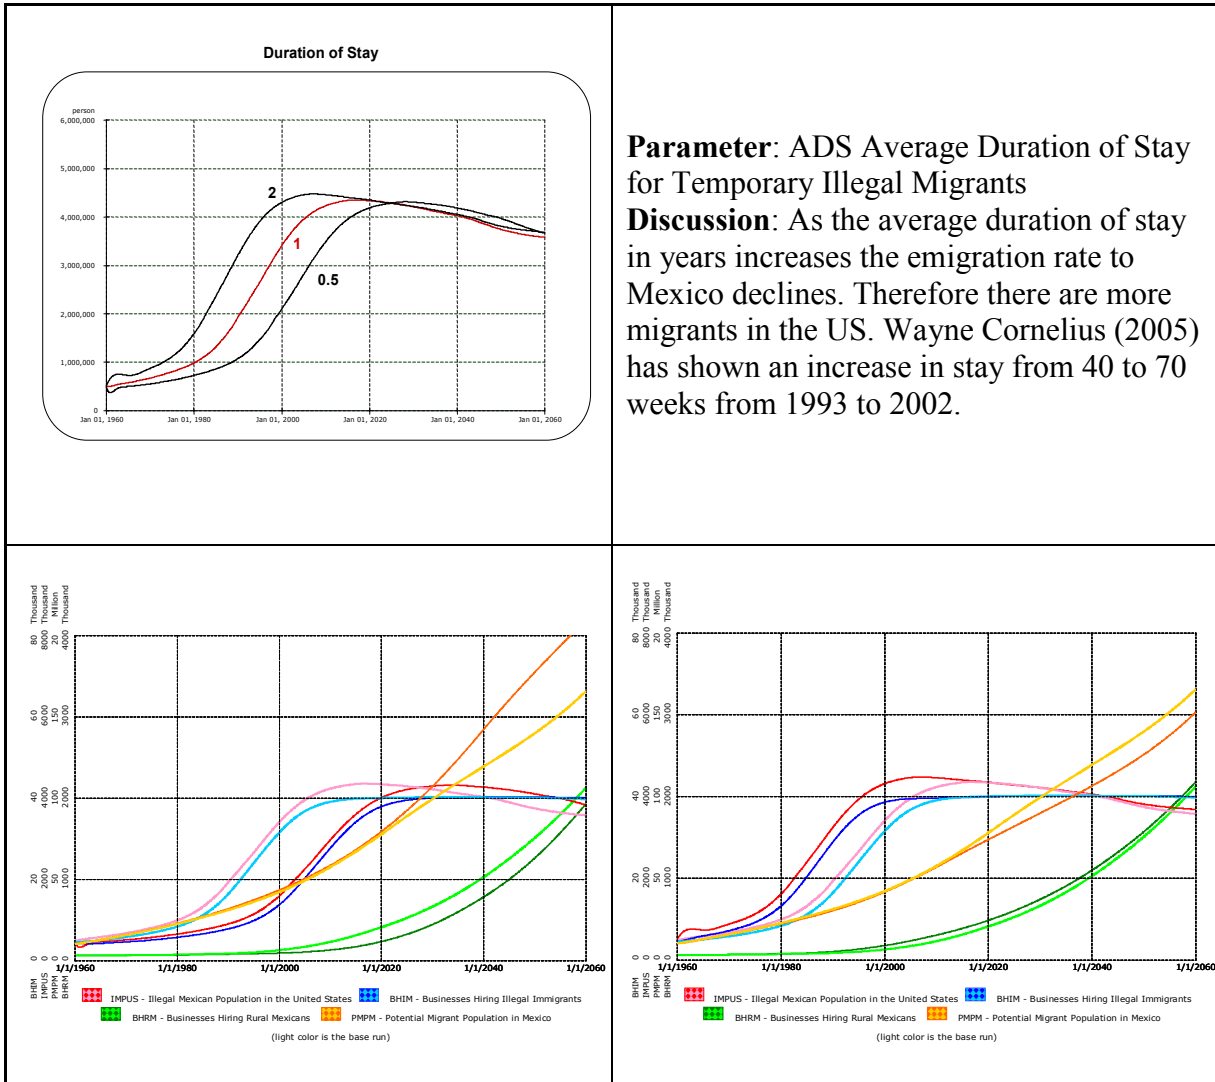 Duration of Stay
person
6,000,000
5,000,000
4,000,000
3,000,000
2,000,000
1,000,000
0
2
1
0.5
Jan 01, 1960 Jan 01, 1980 Jan 01, 2000 Jan 01, 2020 Jan 01, 2040 Jan 01, 2060
Parameter: ADS Average Duration of Stay
for Temporary Illegal Migrants
Discussion: As the average duration of stay
in years increases the emigration rate to
Mexico declines. Therefore there are more
migrants in the US. Wayne Cornelius (2005)
has shown an increase in stay from 40 to 70
weeks from 1993 to 2002.
Thousand
Thousand
Million
Thousand
80 8000 20 4000
60 6000 150 3000
40 4000 100 2000
20 2000 50 1000
0 0 0 0
BHIM
IMPUS
PMPM
BHRM
1/1/1960 1/1/1980 1/1/2000 1/1/2020 1/1/2040 1/1/2060
IMPUS - Illegal Mexican Population in the United States BHIM - Businesses Hiring Illegal Immigrants
BHRM - Businesses Hiring Rural Mexicans PMPM - Potential Migrant Population in Mexico
(light color is the base run)
Thousand
Thousand
Million
Thousand
80 8000 20 4000
60 6000 150 3000
40 4000 100 2000
20 2000 50 1000
0 0 0 0
BHIM
IMPUS
PMPM
BHRM
1/1/1960 1/1/1980 1/1/2000 1/1/2020 1/1/2040 1/1/2060
IMPUS - Illegal Mexican Population in the United States BHIM - Businesses Hiring Illegal Immigrants
BHRM - Businesses Hiring Rural Mexicans PMPM - Potential Migrant Population in Mexico
(light color is the base run)